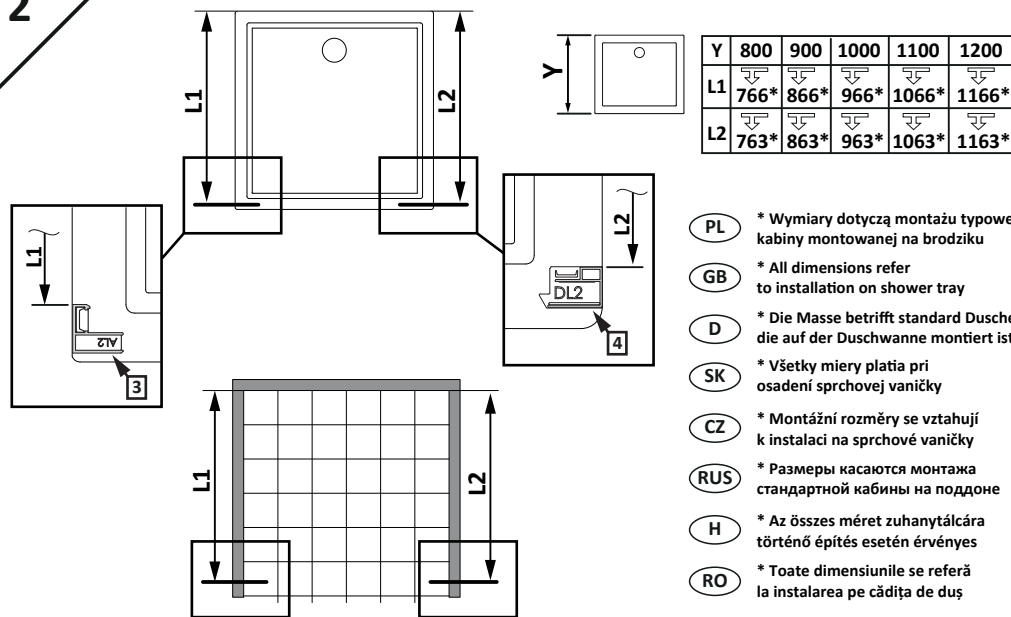 2
L1
L2
Y
Y 800 900 1000 1100 1200
L1 766* 866* 966* 1066* 1166*
L2 763* 863* 963* 1063* 1163*
L1
AL2
3
L2
DL2
4
L1
L2
PL * Wymiary dotyczą montażu typowe
kabiny montowanej na brodziku
GB * All dimensions refer
to installation on shower tray
D * Die Masse betrifft standard Dusche
die auf der Duschwanne montiert ist
SK * Všetky miery platia pri
osadení sprchovej vaničky
CZ * Montážní rozměry se vztahují
k instalaci na sprchové vaničky
RUS * Размеры касаются монтажа
стандартной кабины на поддоне
H * Az összes méret zuhanytálcára
történő építés esetén érvényes
RO * Toate dimensiunile se referă
la instalarea pe cădița de duș